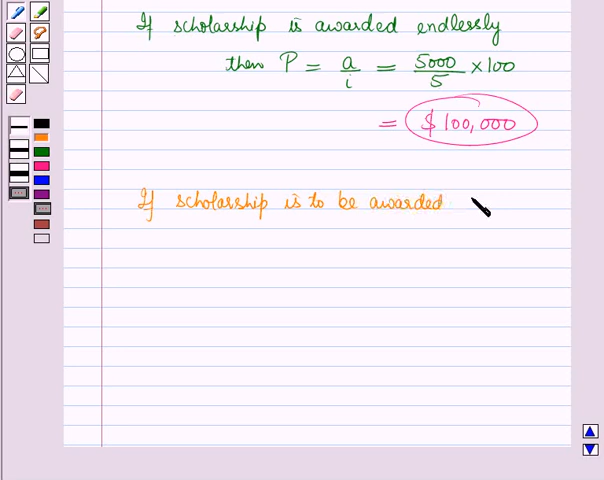 If scholarship is awarded endlessly
then P = a/i = 5000/5 × 100
= $100,000
If scholarship is to be awarded